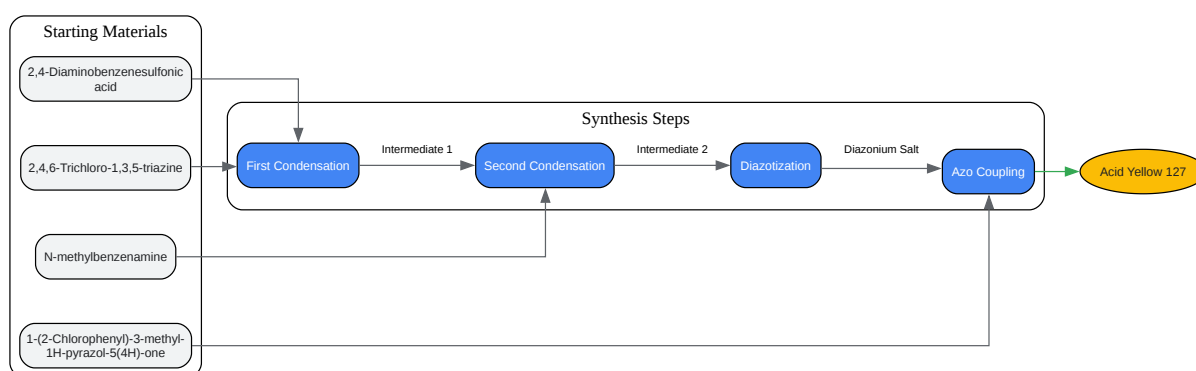 Starting Materials
2,4-Diaminobenzenesulfonic
acid
2,4,6-Trichloro-1,3,5-triazine
N-methylbenzenamine
1-(2-Chlorophenyl)-3-methyl-
1H-pyrazol-5(4H)-one
Synthesis Steps
First Condensation
Intermediate 1
Second Condensation
Intermediate 2
Diazotization
Diazonium Salt
Azo Coupling
Acid Yellow 127